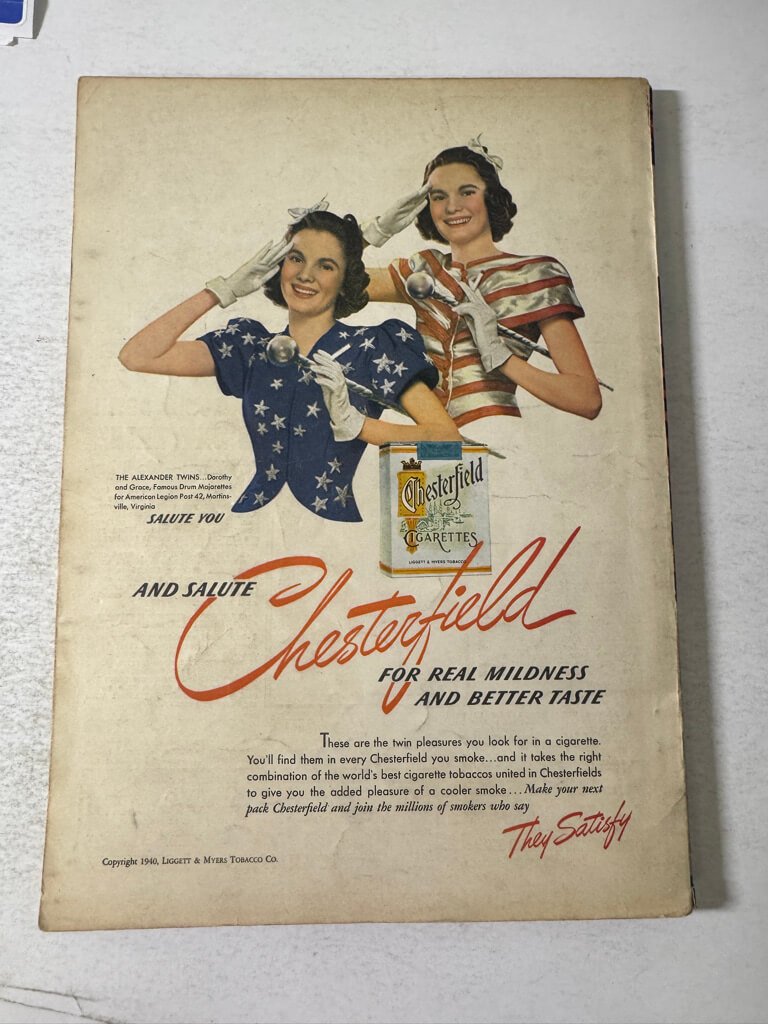 THE ALEXANDER TWINS...Dorothy
and Grace, Famous Drum Majorettes
for American Legion Post 42, Martins-
ville, Virginia
SALUTE YOU
Chesterfield
CIGARETTES
LIGGETT & MYERS TOBACCO
AND SALUTE
Chesterfield
FOR REAL MILDNESS
AND BETTER TASTE
These are the twin pleasures you look for in a cigarette.
You'll find them in every Chesterfield you smoke...and it takes the right
combination of the world's best cigarette tobaccos united in Chesterfields
to give you the added pleasure of a cooler smoke...Make your next
pack Chesterfield and join the millions of smokers who say
They Satisfy
Copyright 1940, LIGGETT & MYERS TOBACCO CO.